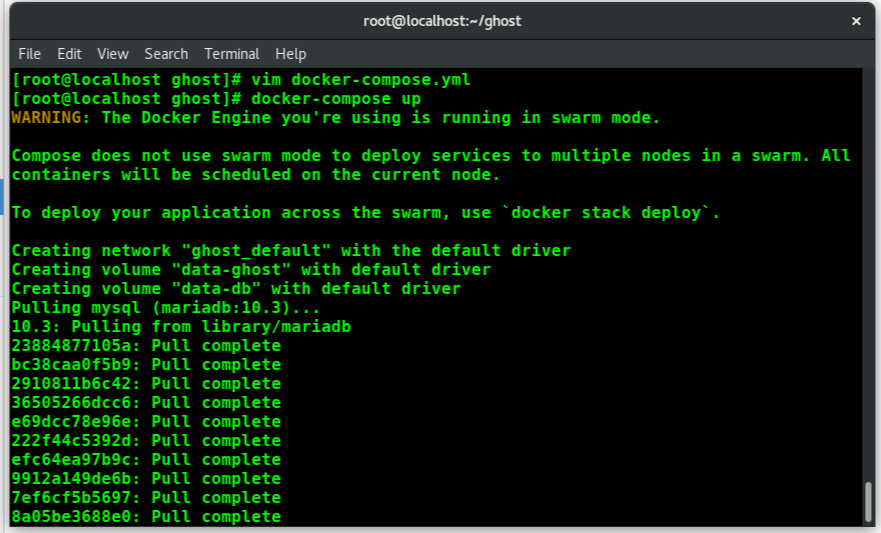 root@localhost:~/ghost
×
File Edit View Search Terminal Help
[root@localhost ghost]# vim docker-compose.yml
[root@localhost ghost]# docker-compose up
WARNING: The Docker Engine you're using is running in swarm mode.
Compose does not use swarm mode to deploy services to multiple nodes in a swarm. All
containers will be scheduled on the current node.
To deploy your application across the swarm, use `docker stack deploy`.
Creating network "ghost_default" with the default driver
Creating volume "data-ghost" with default driver
Creating volume "data-db" with default driver
Pulling mysql (mariadb:10.3)...
10.3: Pulling from library/mariadb
23884877105a: Pull complete
bc38caa0f5b9: Pull complete
2910811b6c42: Pull complete
36505266dcc6: Pull complete
e69dcc78e96e: Pull complete
222f44c5392d: Pull complete
efc64ea97b9c: Pull complete
9912a149de6b: Pull complete
7ef6cf5b5697: Pull complete
8a05be3688e0: Pull complete